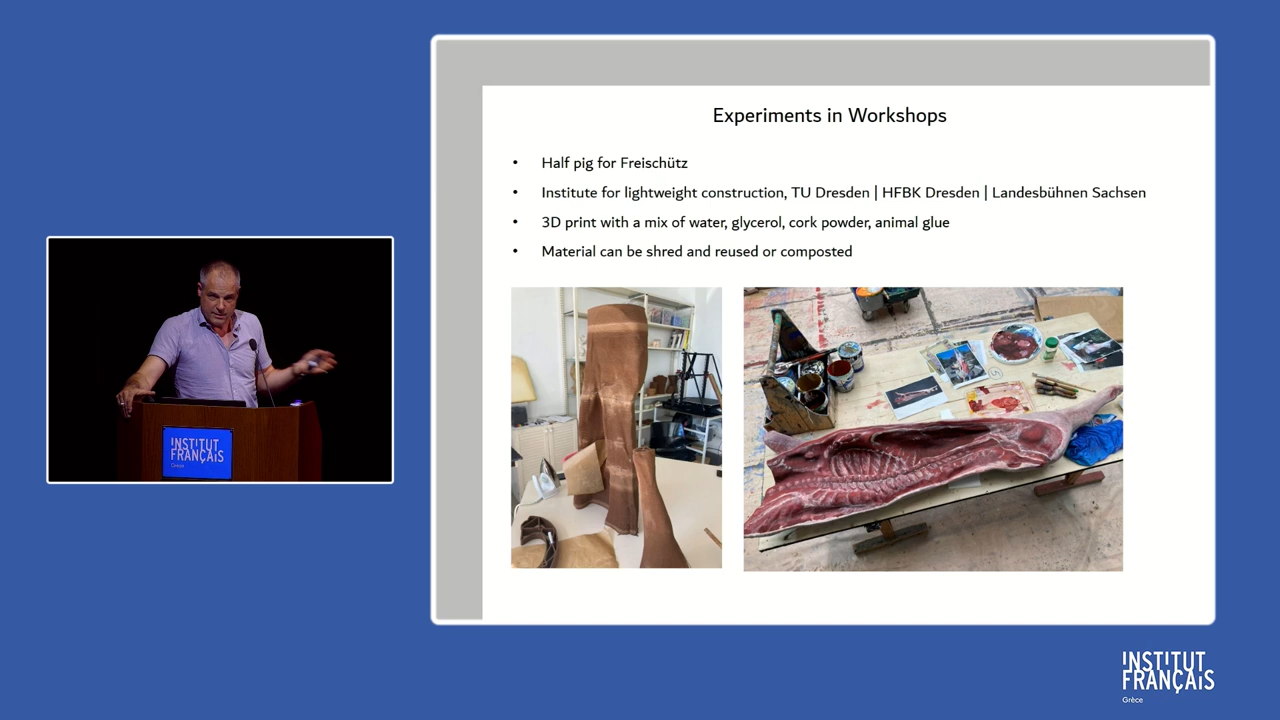 Experiments in Workshops
• Half pig for Freischütz
• Institute for lightweight construction, TU Dresden | HFBK Dresden | Landesbühnen Sachsen
• 3D print with a mix of water, glycerol, cork powder, animal glue
• Material can be shred and reused or composted
INSTITUT
FRANÇAIS
Grèce
INSTITUT
FRANÇAIS
Grèce